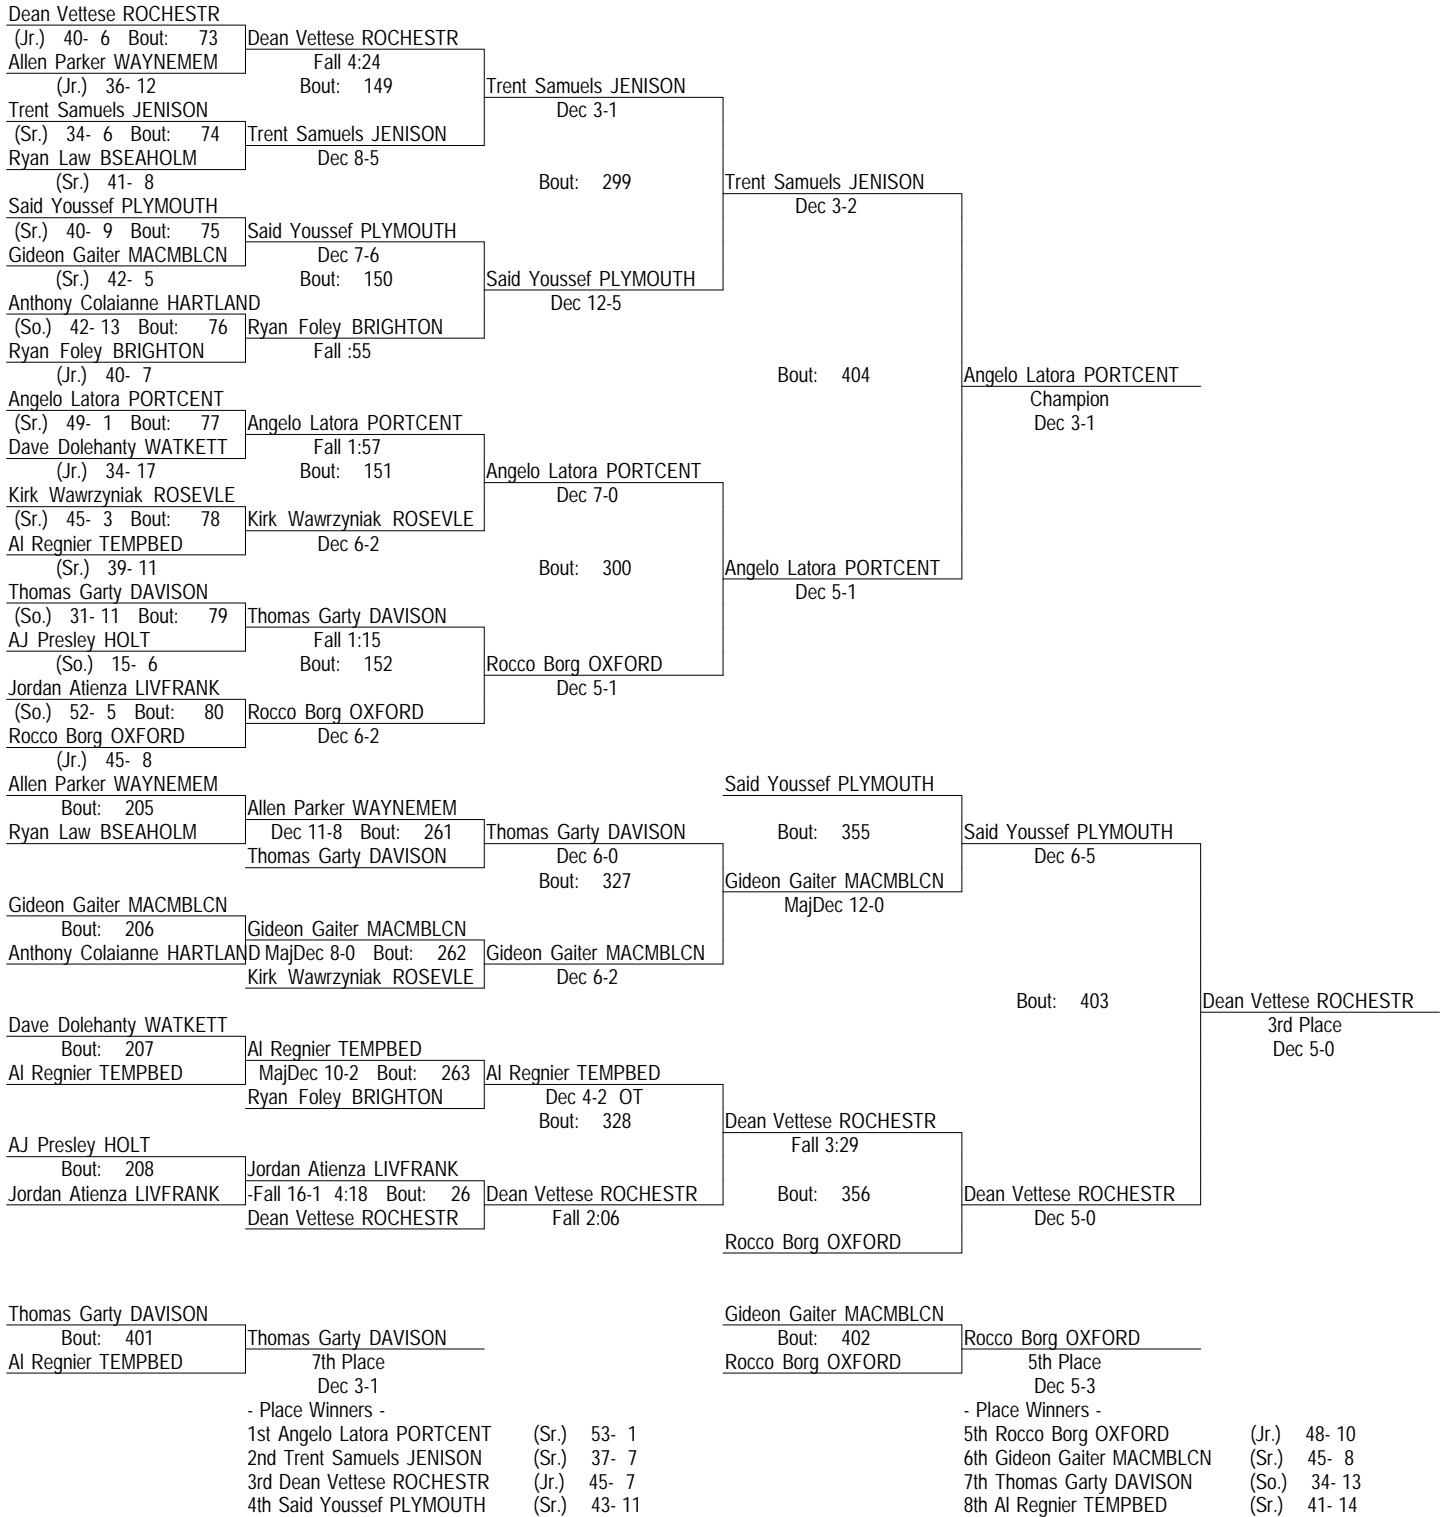 Dean Vettese ROCHESTR
(Jr.) 40- 6 Bout: 73 Dean Vettese ROCHESTR
Allen Parker WAYNEMEM Fall 4:24
(Jr.) 36- 12 Bout: 149 Trent Samuels JENISON
Trent Samuels JENISON Dec 3-1
(Sr.) 34- 6 Bout: 74 Trent Samuels JENISON
Ryan Law BSEAHOLM Dec 8-5
(Sr.) 41- 8 Bout: 299 Trent Samuels JENISON
Said Youssef PLYMOUTH Dec 3-2
(Sr.) 40- 9 Bout: 75 Said Youssef PLYMOUTH
Gideon Gaiter MACMBLCN Dec 7-6
(Sr.) 42- 5 Bout: 150 Said Youssef PLYMOUTH
Anthony Colaianne HARTLAND Dec 12-5
(So.) 42- 13 Bout: 76 Ryan Foley BRIGHTON
Ryan Foley BRIGHTON Fall :55
(Jr.) 40- 7 Bout: 404 Angelo Latora PORTCENT
Angelo Latora PORTCENT Champion
(Sr.) 49- 1 Bout: 77 Angelo Latora PORTCENT Dec 3-1
Dave Dolehanty WATKETT Fall 1:57
(Jr.) 34- 17 Bout: 151 Angelo Latora PORTCENT
Kirk Wawrzyniak ROSEVLE Dec 7-0
(Sr.) 45- 3 Bout: 78 Kirk Wawrzyniak ROSEVLE
Al Regnier TEMPBED Dec 6-2
(Sr.) 39- 11 Bout: 300 Angelo Latora PORTCENT
Thomas Garty DAVISON Dec 5-1
(So.) 31- 11 Bout: 79 Thomas Garty DAVISON
AJ Presley HOLT Fall 1:15
(So.) 15- 6 Bout: 152 Rocco Borg OXFORD
Jordan Atienza LIVFRANK Dec 5-1
(So.) 52- 5 Bout: 80 Rocco Borg OXFORD
Rocco Borg OXFORD Dec 6-2
(Jr.) 45- 8
Allen Parker WAYNEMEM Said Youssef PLYMOUTH
Bout: 205 Allen Parker WAYNEMEM
Ryan Law BSEAHOLM Dec 11-8 Bout: 261 Thomas Garty DAVISON Bout: 355 Said Youssef PLYMOUTH
Thomas Garty DAVISON Dec 6-0 Dec 6-5
Bout: 327 Gideon Gaiter MACMBLCN
Gideon Gaiter MACMBLCN MajDec 12-0
Bout: 206 Gideon Gaiter MACMBLCN
Anthony Colaianne HARTLAND MajDec 8-0 Bout: 262 Gideon Gaiter MACMBLCN
Kirk Wawrzyniak ROSEVLE Dec 6-2
Bout: 403 Dean Vettese ROCHESTR
Dave Dolehanty WATKETT 3rd Place
Bout: 207 Al Regnier TEMPBED Dec 5-0
Al Regnier TEMPBED MajDec 10-2 Bout: 263 Al Regnier TEMPBED
Ryan Foley BRIGHTON Dec 4-2 OT
Bout: 328 Dean Vettese ROCHESTR
AJ Presley HOLT Fall 3:29
Bout: 208 Jordan Atienza LIVFRANK
Jordan Atienza LIVFRANK -Fall 16-1 4:18 Bout: 26 Dean Vettese ROCHESTR Bout: 356 Dean Vettese ROCHESTR
Dean Vettese ROCHESTR Fall 2:06 Dec 5-0
Rocco Borg OXFORD
Thomas Garty DAVISON Gideon Gaiter MACMBLCN
Bout: 401 Thomas Garty DAVISON Bout: 402 Rocco Borg OXFORD
Al Regnier TEMPBED 7th Place Rocco Borg OXFORD 5th Place
Dec 3-1 Dec 5-3
- Place Winners - - Place Winners -
1st Angelo Latora PORTCENT (Sr.) 53- 1 5th Rocco Borg OXFORD (Jr.) 48- 10
2nd Trent Samuels JENISON (Sr.) 37- 7 6th Gideon Gaiter MACMBLCN (Sr.) 45- 8
3rd Dean Vettese ROCHESTR (Jr.) 45- 7 7th Thomas Garty DAVISON (So.) 34- 13
4th Said Youssef PLYMOUTH (Sr.) 43- 11 8th Al Regnier TEMPBED (Sr.) 41- 14